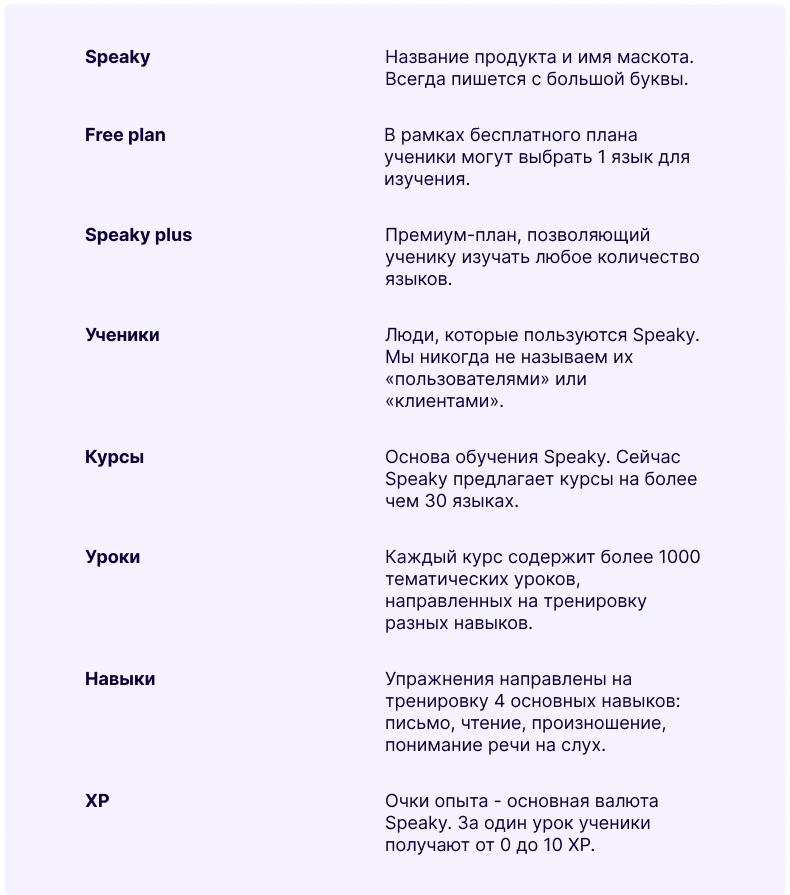 Speaky
Название продукта и имя маскота.
Всегда пишется с большой буквы.
Free plan
В рамках бесплатного плана
ученики могут выбрать 1 язык для
изучения.
Speaky plus
Премиум-план, позволяющий
ученику изучать любое количество
языков.
Ученики
Люди, которые пользуются Speaky.
Мы никогда не называем их
«пользователями» или
«клиентами».
Курсы
Основа обучения Speaky. Сейчас
Speaky предлагает курсы на более
чем 30 языках.
Уроки
Каждый курс содержит более 1000
тематических уроков,
направленных на тренировку
разных навыков.
Навыки
Упражнения направлены на
тренировку 4 основных навыков:
письмо, чтение, произношение,
понимание речи на слух.
XP
Очки опыта - основная валюта
Speaky. За один урок ученики
получают от 0 до 10 XP.